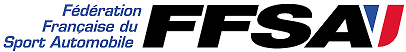 Fédération
Française du
Sport Automobile
FFSA